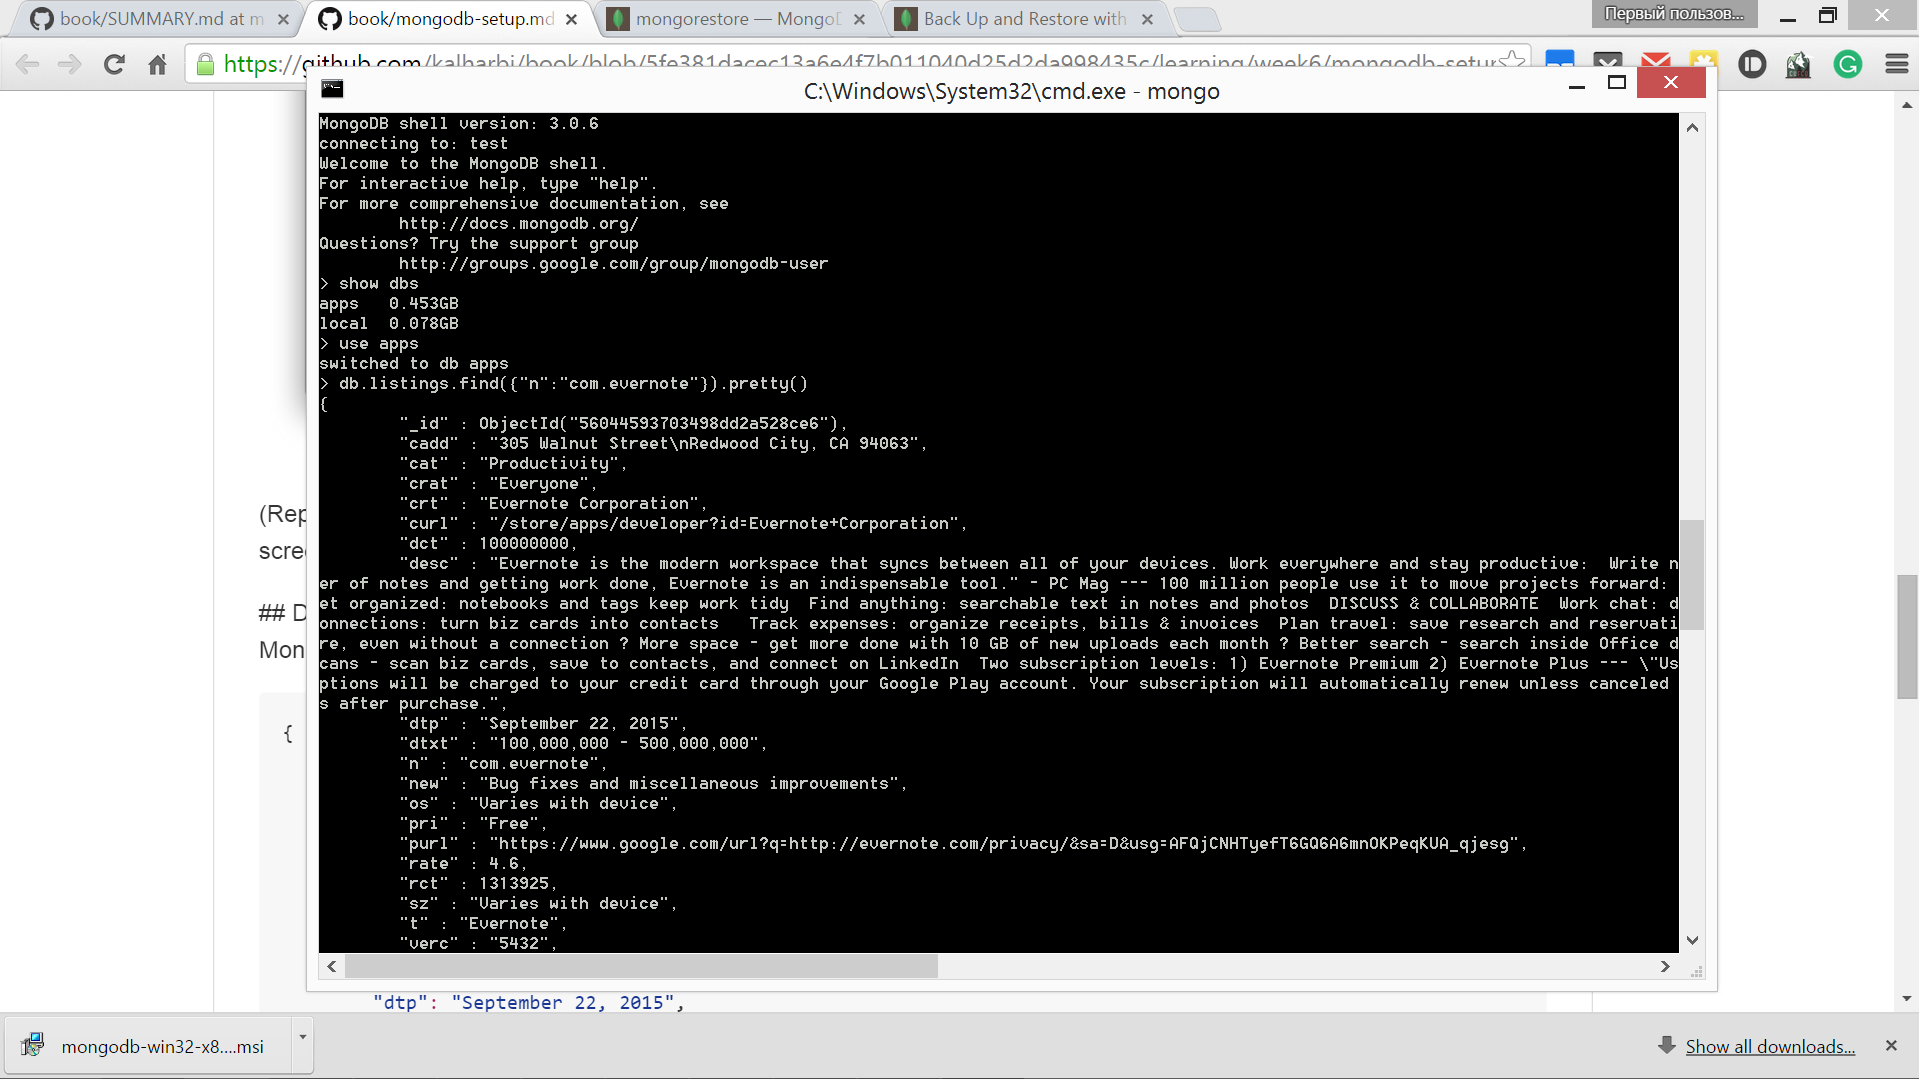 book/SUMMARY.md at m
book/mongodb-setup.md
mongorestore — MongoD
Back Up and Restore with
Первый пользов...
https://github.com/kalharbi/book/blob/5fe381dacec13a6e4f7b011040d25d2da998435c/learning/week6/mongodb-setup
C:\Windows\System32\cmd.exe - mongo
MongoDB shell version: 3.0.6
connecting to: test
Welcome to the MongoDB shell.
For interactive help, type "help".
For more comprehensive documentation, see
http://docs.mongodb.org/
Questions? Try the support group
http://groups.google.com/group/mongodb-user
> show dbs
apps 0.453GB
local 0.078GB
> use apps
switched to db apps
> db.listings.find({"n":"com.evernote"}).pretty()
{
"_id" : ObjectId("56044593703498dd2a528ce6"),
"cadd" : "305 Walnut Street\nRedwood City, CA 94063",
"cat" : "Productivity",
"crat" : "Everyone",
"crt" : "Evernote Corporation",
"curl" : "/store/apps/developer?id=Evernote+Corporation",
"dct" : 100000000,
"desc" : "Evernote is the modern workspace that syncs between all of your devices. Work everywhere and stay productive:  Write n
er of notes and getting work done, Evernote is an indispensable tool." - PC Mag --- 100 million people use it to move projects forward:
et organized: notebooks and tags keep work tidy  Find anything: searchable text in notes and photos  DISCUSS & COLLABORATE  Work chat: d
onnections: turn biz cards into contacts   Track expenses: organize receipts, bills & invoices  Plan travel: save research and reservati
re, even without a connection ? More space - get more done with 10 GB of new uploads each month ? Better search - search inside Office d
cans - scan biz cards, save to contacts, and connect on LinkedIn  Two subscription levels: 1) Evernote Premium 2) Evernote Plus --- \"Us
ptions will be charged to your credit card through your Google Play account. Your subscription will automatically renew unless canceled
s after purchase.",
"dtp" : "September 22, 2015",
"dtxt" : "100,000,000 - 500,000,000",
"n" : "com.evernote",
"new" : "Bug fixes and miscellaneous improvements",
"os" : "Varies with device",
"pri" : "Free",
"purl" : "https://www.google.com/url?q=http://evernote.com/privacy/&sa=D&usg=AFQjCNHTyefT6GQ6A6mnOKPeqKUA_qjesg",
"rate" : 4.6,
"rct" : 1313925,
"sz" : "Varies with device",
"t" : "Evernote",
"verc" : "5432",
(Rep
scree
## D
Mon
{
"dtp": "September 22, 2015",
mongodb-win32-x8....msi
Show all downloads...